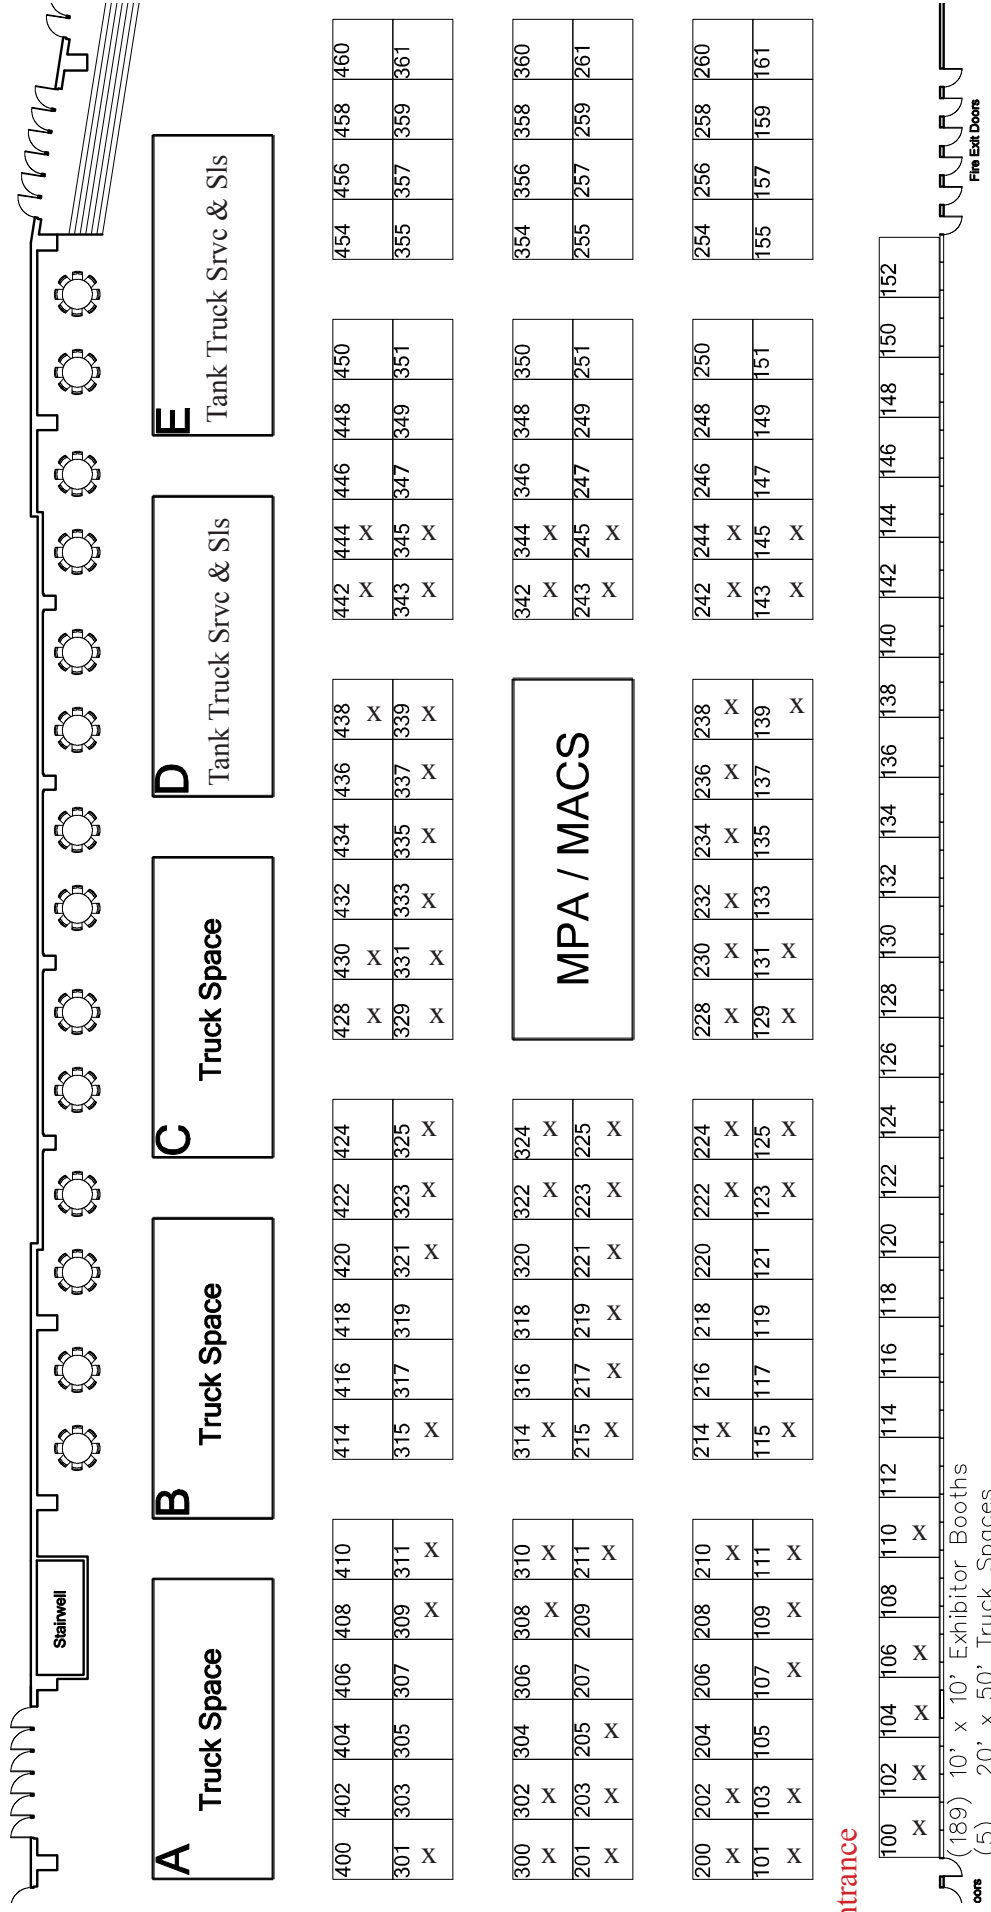 Stairwell
A B C D E
Truck Space Truck Space Truck Space Tank Truck Srvc & Sls Tank Truck Srvc & Sls
400 402 404 406 408 410 414 416 418 420 422 424 428 430 432 434 436 438 442 444 446 448 450 454 456 458 460
X X X X X
301 303 305 307 309 311 315 317 319 321 323 325 329 331 333 335 337 339 343 345 347 349 351 355 357 359 361
X X X X X X X X X X X X X X X
300 302 304 306 308 310 314 316 318 320 322 324 342 344 346 348 350 354 356 358 360
X X X X X X X X X
MPA / MACS
201 203 205 207 209 211 215 217 219 221 223 225 243 245 247 249 251 255 257 259 261
X X X X X X X X X X X X
200 202 204 206 208 210 214 216 218 220 222 224 228 230 232 234 236 238 242 244 246 248 250 254 256 258 260
X X X X X X X X X X X X X X
101 103 105 107 109 111 115 117 119 121 123 125 129 131 133 135 137 139 143 145 147 149 151 155 157 159 161
X X X X X X X X X X X X X
ntrance
100 102 104 106 108 110 112 114 116 118 120 122 124 126 128 130 132 134 136 138 140 142 144 146 148 150 152
X X X X X
(189) 10' x 10' Exhibitor Booths
oors
(5) 20' x 50' Truck Spaces
Fire Exit Doors